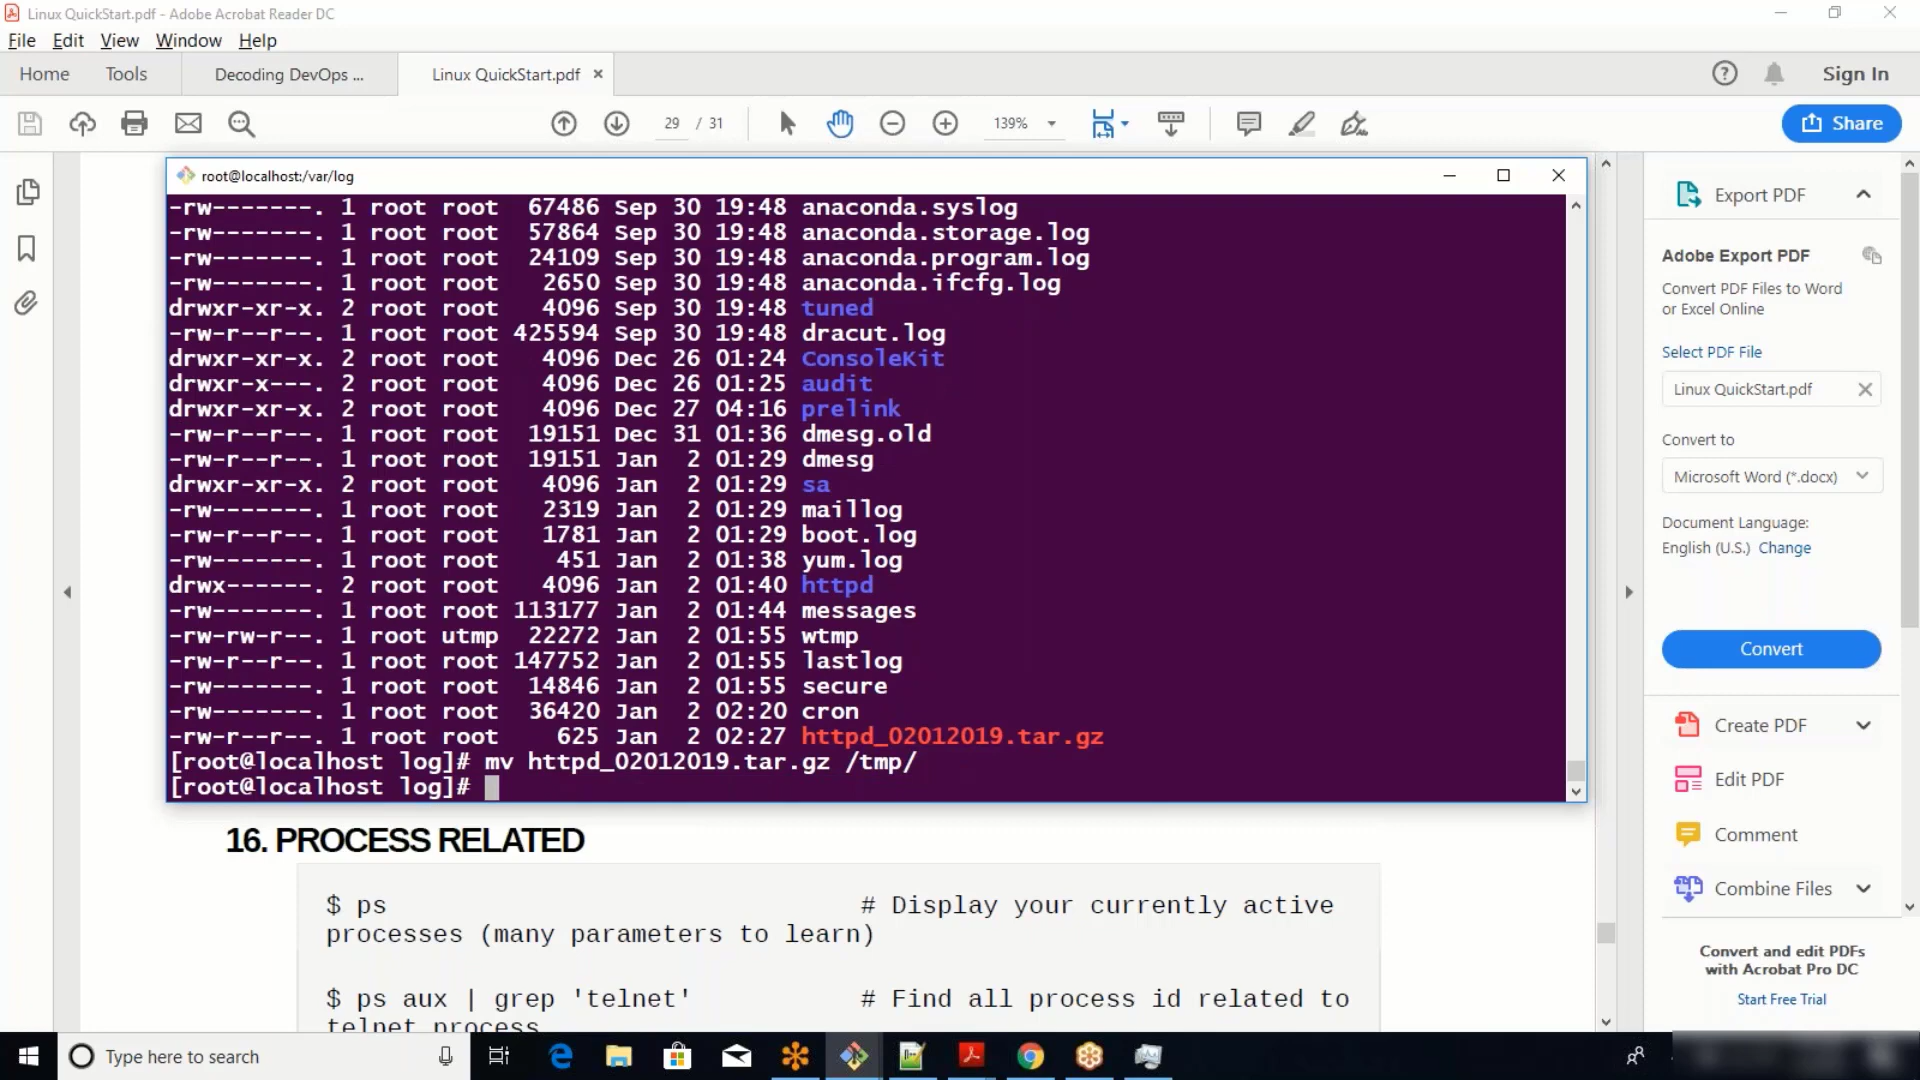 Linux QuickStart.pdf - Adobe Acrobat Reader DC
File Edit View Window Help
Home Tools Decoding DevOps ... Linux QuickStart.pdf × Sign In
29 / 31 139% Share
root@localhost:/var/log
-rw-------. 1 root root 67486 Sep 30 19:48 anaconda.syslog
-rw-------. 1 root root 57864 Sep 30 19:48 anaconda.storage.log
-rw-------. 1 root root 24109 Sep 30 19:48 anaconda.program.log
-rw-------. 1 root root 2650 Sep 30 19:48 anaconda.ifcfg.log
drwxr-xr-x. 2 root root 4096 Sep 30 19:48 tuned
-rw-r--r--. 1 root root 425594 Sep 30 19:48 dracut.log
drwxr-xr-x. 2 root root 4096 Dec 26 01:24 ConsoleKit
drwxr-x---. 2 root root 4096 Dec 26 01:25 audit
drwxr-xr-x. 2 root root 4096 Dec 27 04:16 prelink
-rw-r--r--. 1 root root 19151 Dec 31 01:36 dmesg.old
-rw-r--r--. 1 root root 19151 Jan 2 01:29 dmesg
drwxr-xr-x. 2 root root 4096 Jan 2 01:29 sa
-rw-------. 1 root root 2319 Jan 2 01:29 maillog
-rw-r--r--. 1 root root 1781 Jan 2 01:29 boot.log
-rw-------. 1 root root 451 Jan 2 01:38 yum.log
drwx------. 2 root root 4096 Jan 2 01:40 httpd
-rw-------. 1 root root 113177 Jan 2 01:44 messages
-rw-rw-r--. 1 root utmp 22272 Jan 2 01:55 wtmp
-rw-r--r--. 1 root root 147752 Jan 2 01:55 lastlog
-rw-------. 1 root root 14846 Jan 2 01:55 secure
-rw-------. 1 root root 36420 Jan 2 02:20 cron
-rw-r--r--. 1 root root 625 Jan 2 02:27 httpd_02012019.tar.gz
[root@localhost log]# mv httpd_02012019.tar.gz /tmp/
[root@localhost log]#
16. PROCESS RELATED
$ ps # Display your currently active
processes (many parameters to learn)
$ ps aux | grep 'telnet' # Find all process id related to
telnet process
Export PDF
Adobe Export PDF
Convert PDF Files to Word
or Excel Online
Select PDF File
Linux QuickStart.pdf
Convert to
Microsoft Word (*.docx)
Document Language:
English (U.S.) Change
Convert
Create PDF
Edit PDF
Comment
Combine Files
Convert and edit PDFs
with Acrobat Pro DC
Start Free Trial
Type here to search